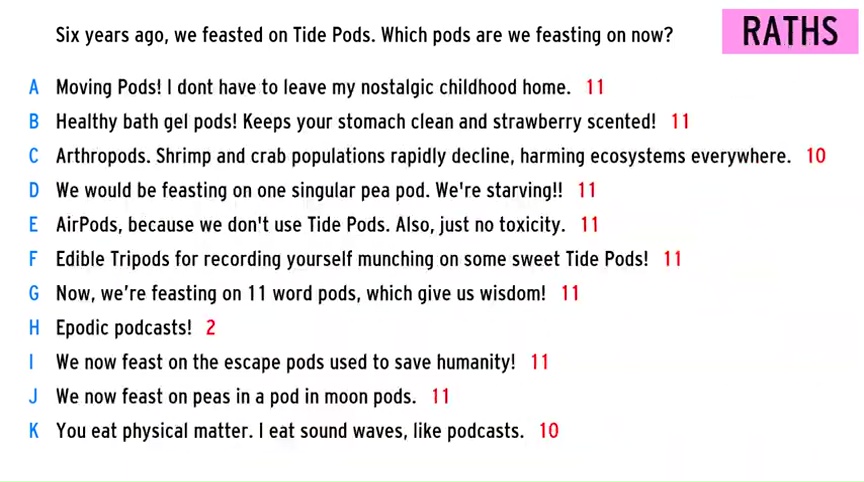 Six years ago, we feasted on Tide Pods. Which pods are we feasting on now?
RATHS
A Moving Pods! I dont have to leave my nostalgic childhood home. 11
B Healthy bath gel pods! Keeps your stomach clean and strawberry scented! 11
C Arthropods. Shrimp and crab populations rapidly decline, harming ecosystems everywhere. 10
D We would be feasting on one singular pea pod. We're starving!! 11
E AirPods, because we don't use Tide Pods. Also, just no toxicity. 11
F Edible Tripods for recording yourself munching on some sweet Tide Pods! 11
G Now, we're feasting on 11 word pods, which give us wisdom! 11
H Epodic podcasts! 2
I We now feast on the escape pods used to save humanity! 11
J We now feast on peas in a pod in moon pods. 11
K You eat physical matter. I eat sound waves, like podcasts. 10